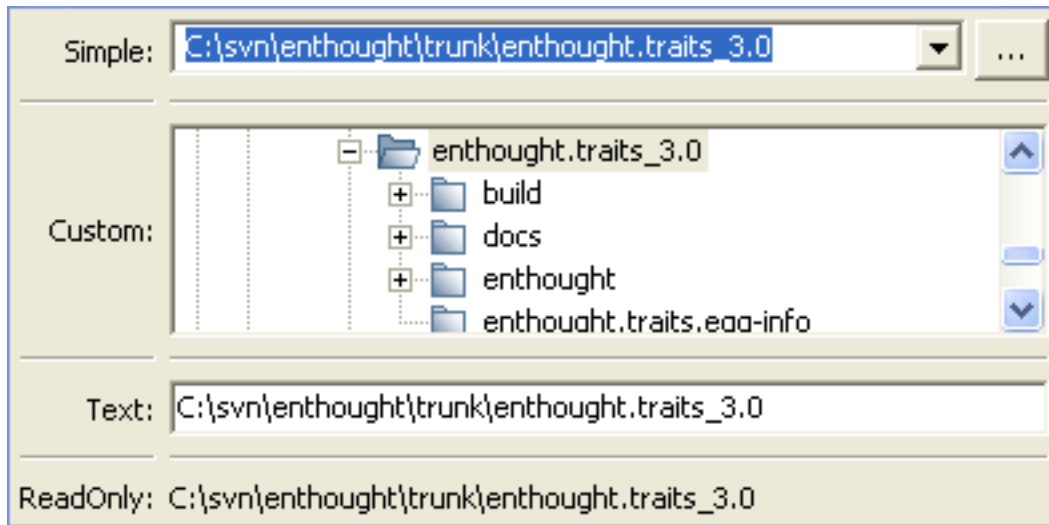 Simple: C:\svn\enthought\trunk\enthought.traits_3.0 ...
enthought.traits_3.0
build
docs
Custom:
enthought
enthought.traits.egg-info
Text: C:\svn\enthought\trunk\enthought.traits_3.0
ReadOnly: C:\svn\enthought\trunk\enthought.traits_3.0